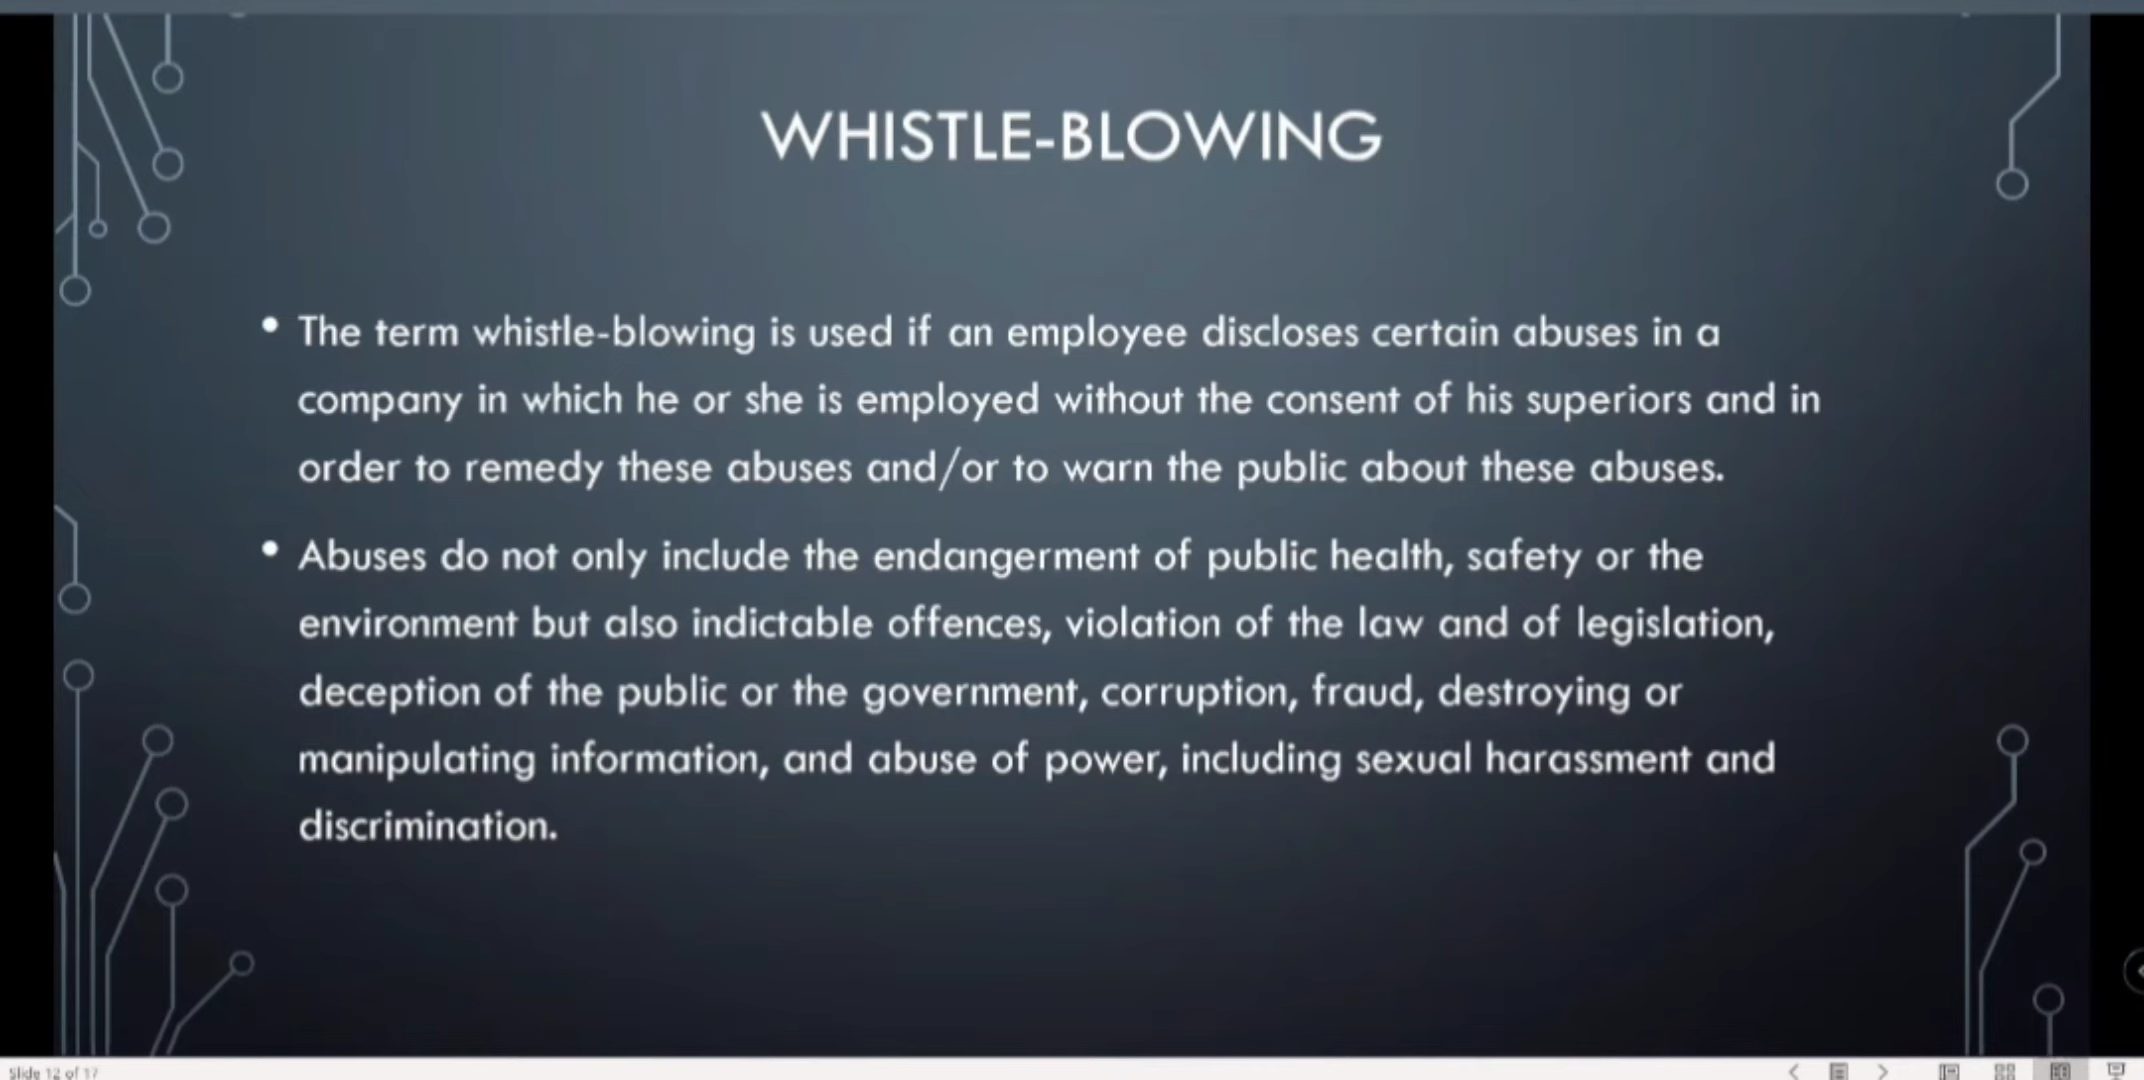 WHISTLE-BLOWING
• The term whistle-blowing is used if an employee discloses certain abuses in a
company in which he or she is employed without the consent of his superiors and in
order to remedy these abuses and/or to warn the public about these abuses.
• Abuses do not only include the endangerment of public health, safety or the
environment but also indictable offences, violation of the law and of legislation,
deception of the public or the government, corruption, fraud, destroying or
manipulating information, and abuse of power, including sexual harassment and
discrimination.
Slide 12 of 17